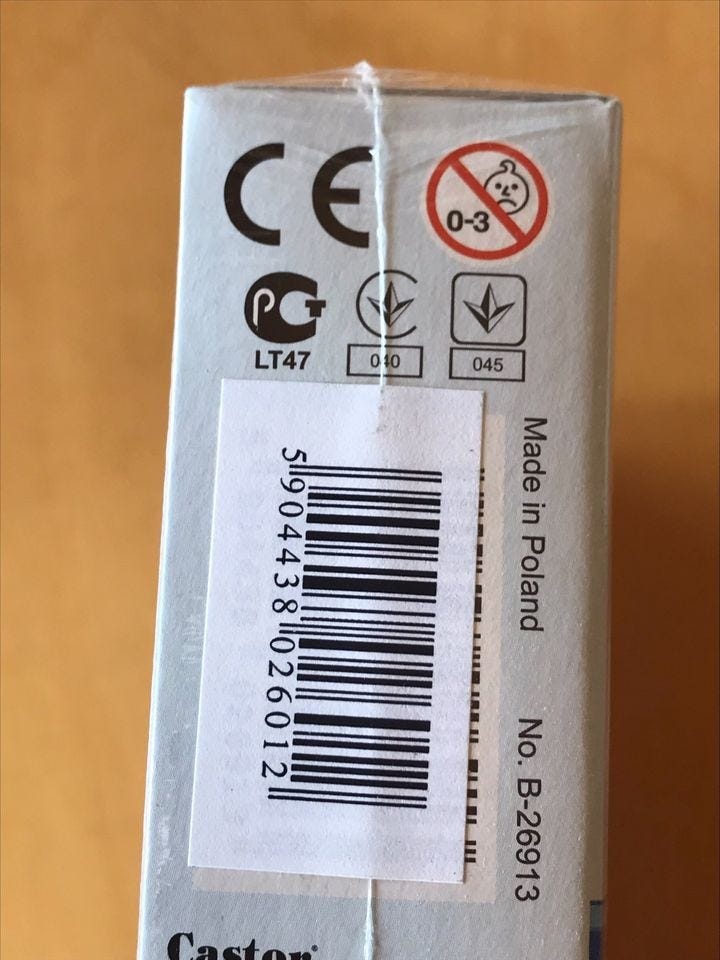 CE
0-3
LT47
040
045
Made in Poland No. B-26913
5904438026012
Castor